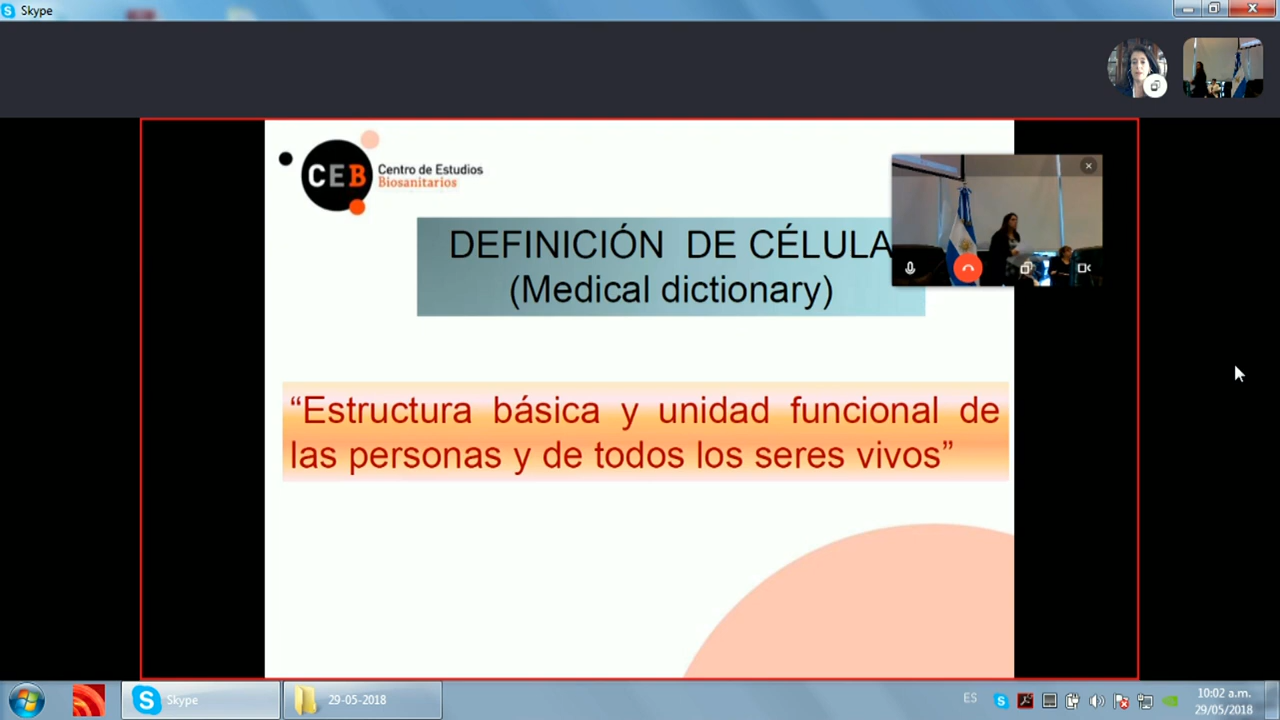 Skype
CEB
Centro de Estudios
Biosanitarios
DEFINICIÓN DE CÉLULA
(Medical dictionary)
“Estructura básica y unidad funcional de
las personas y de todos los seres vivos”
Skype
29-05-2018
ES
10:02 a.m.
29/05/2018